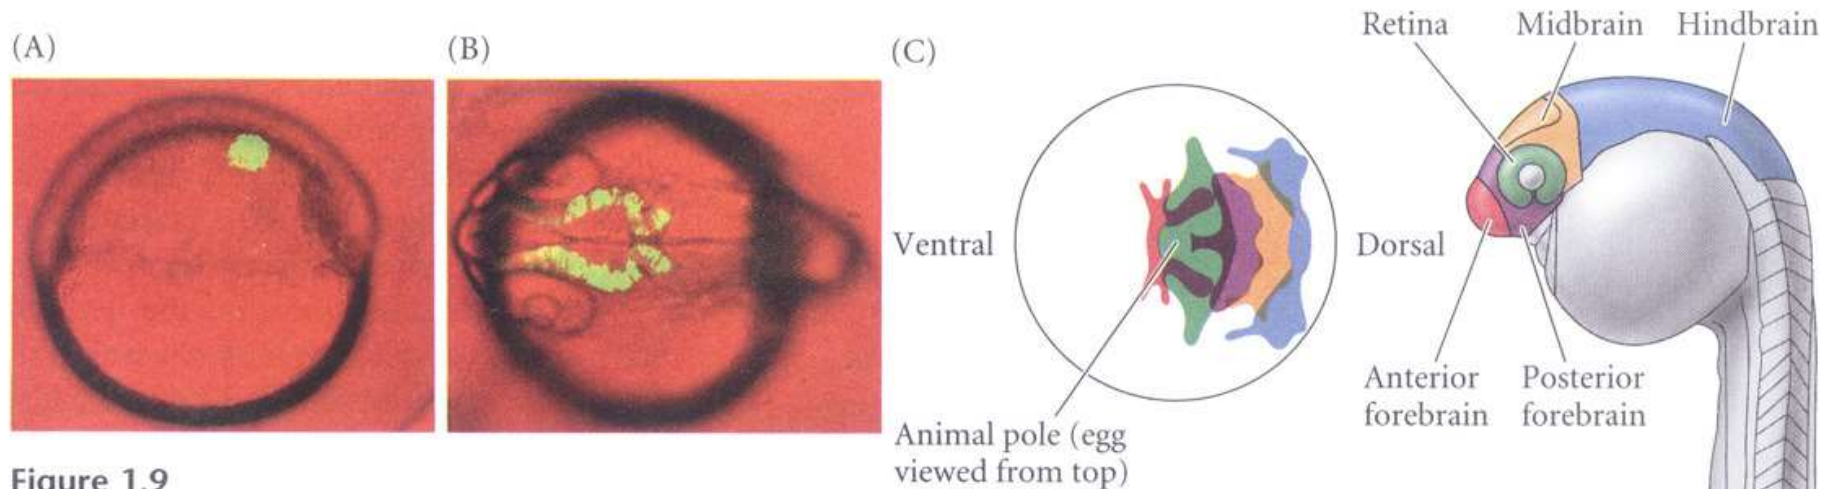 (A)
(B)
(C)
Retina
Midbrain
Hindbrain
Ventral
Dorsal
Anterior
forebrain
Posterior
forebrain
Animal pole (egg
viewed from top)
Figure 1.9